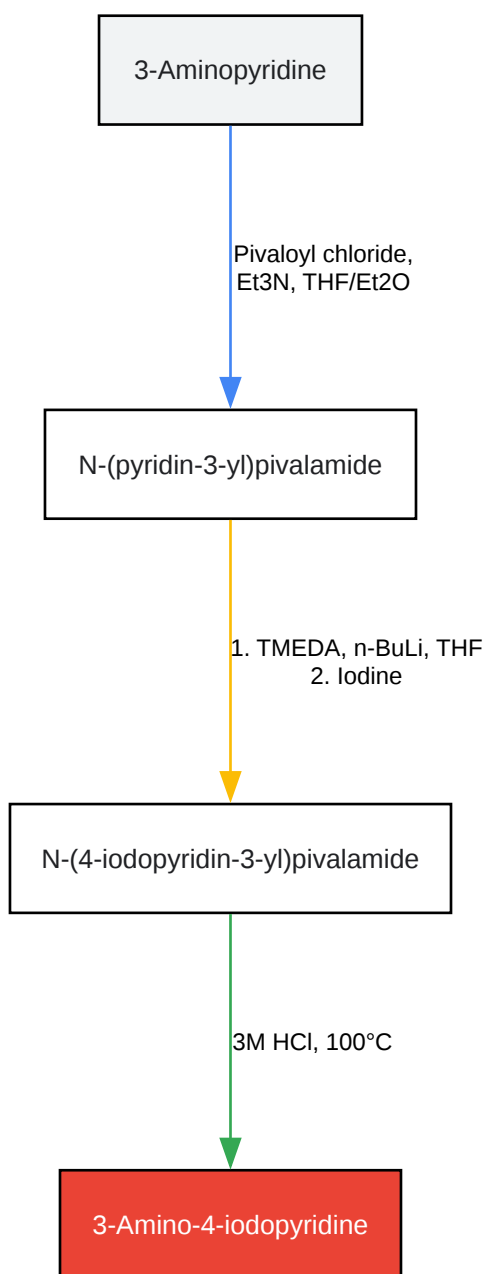 3-Aminopyridine
Pivaloyl chloride,
Et3N, THF/Et2O
N-(pyridin-3-yl)pivalamide
1. TMEDA, n-BuLi, THF
2. Iodine
N-(4-iodopyridin-3-yl)pivalamide
3M HCl, 100°C
3-Amino-4-iodopyridine